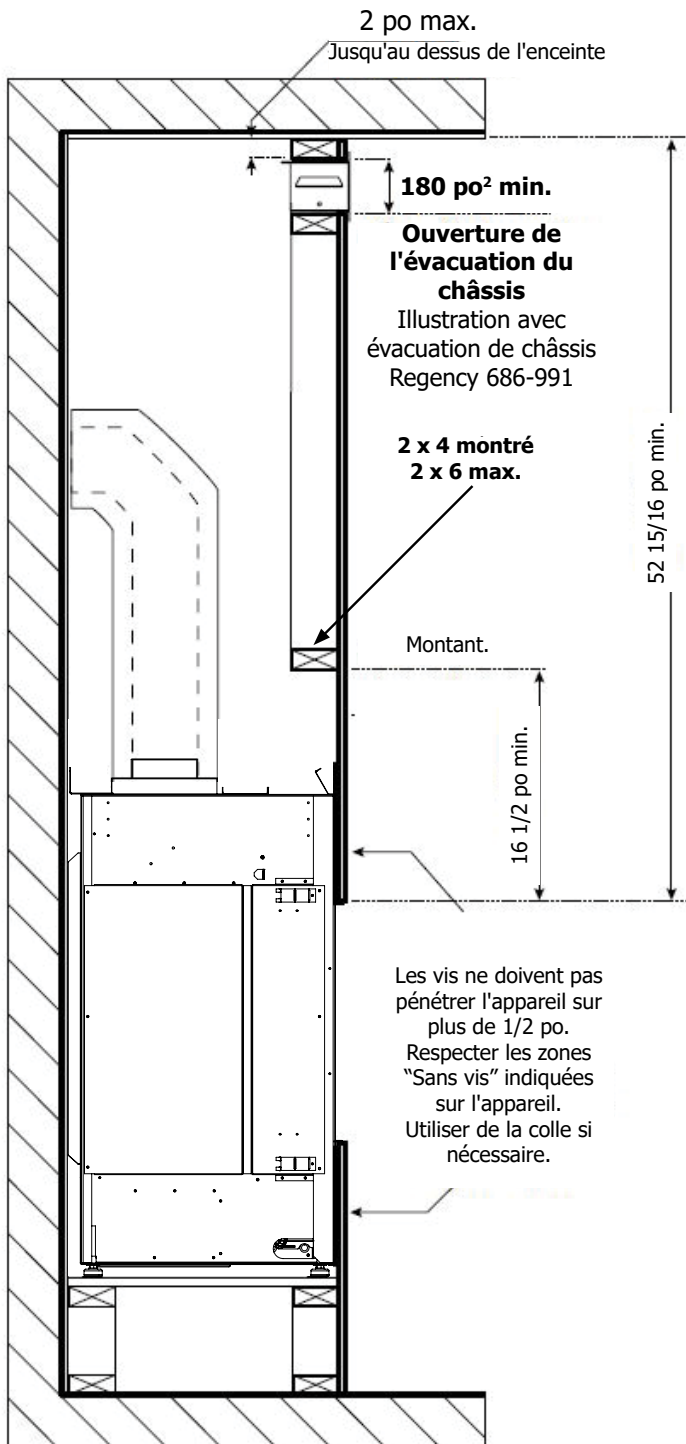 2 po max.
Jusqu'au dessus de l'enceinte
180 po² min.
Ouverture de
l'évacuation du
châssis
Illustration avec
évacuation de châssis
Regency 686-991
2 x 4 montré
2 x 6 max.
52 15/16 po min.
Montant.
16 1/2 po min.
Les vis ne doivent pas
pénétrer l'appareil sur
plus de 1/2 po.
Respecter les zones
“Sans vis” indiquées
sur l'appareil.
Utiliser de la colle si
nécessaire.